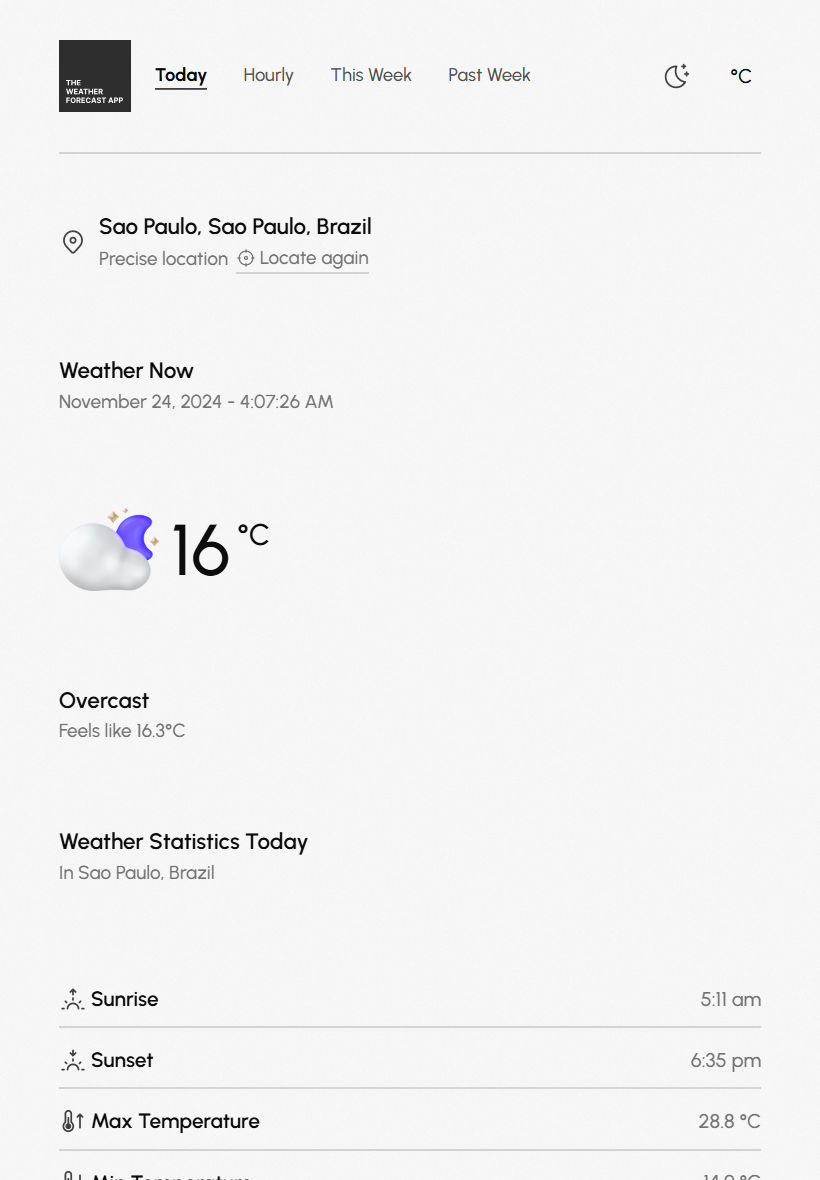 THE
WEATHER
FORECAST APP
Today Hourly This Week Past Week °C
Sao Paulo, Sao Paulo, Brazil
Precise location Locate again
Weather Now
November 24, 2024 - 4:07:26 AM
16 °C
Overcast
Feels like 16.3°C
Weather Statistics Today
In Sao Paulo, Brazil
Sunrise 5:11 am
Sunset 6:35 pm
Max Temperature 28.8 °C
Min Temperature